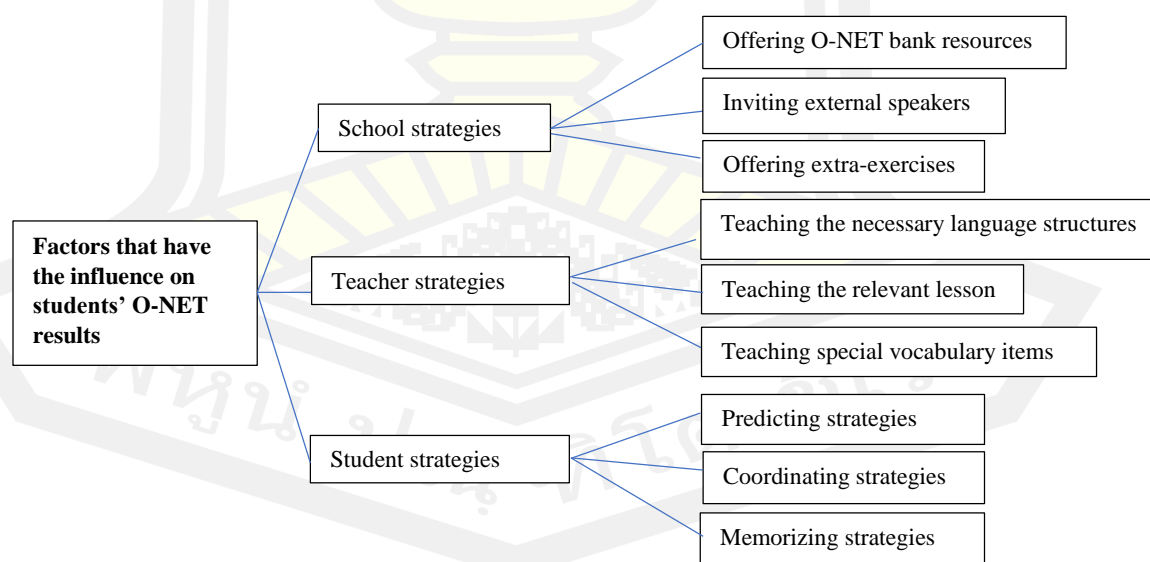 Factors that have
the influence on
students' O-NET
results
School strategies
Offering O-NET bank resources
Inviting external speakers
Offering extra-exercises
Teacher strategies
Teaching the necessary language structures
Teaching the relevant lesson
Teaching special vocabulary items
Student strategies
Predicting strategies
Coordinating strategies
Memorizing strategies